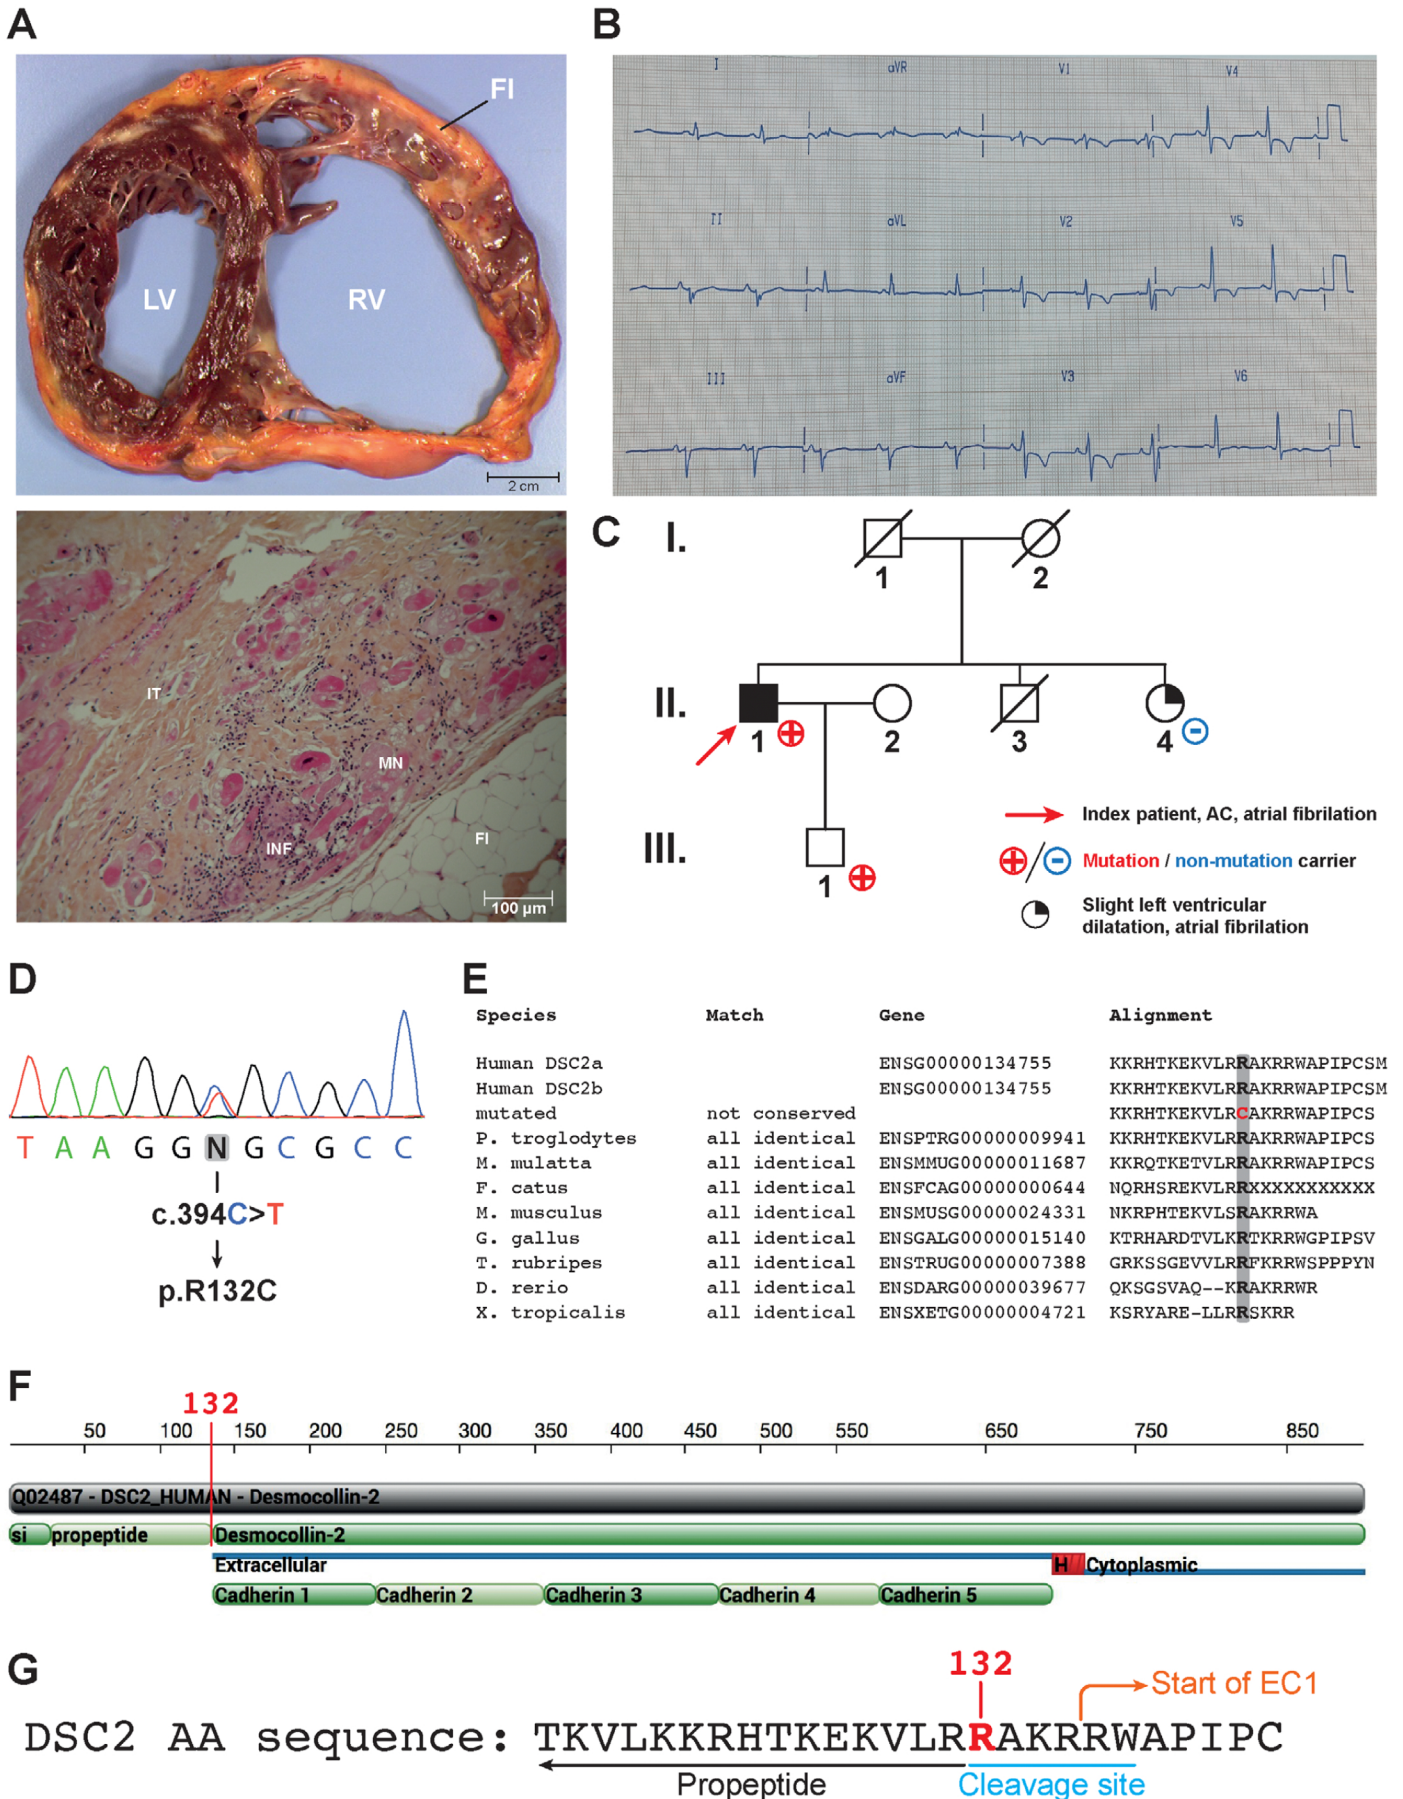 A
FI
LV
RV
2 cm
IT
MN
INF
FI
100 µm
B
I aVR V1 V4
II aVL V2 V5
III aVF V3 V6
C
I.
1 2
II.
1 2 3 4
III.
1
Index patient, AC, atrial fibrilation
+/- Mutation / non-mutation carrier
Slight left ventricular
dilatation, atrial fibrilation
D
T A A G G N G C G C C
c.394C>T
p.R132C
E
Species Match Gene Alignment
Human DSC2a ENSG00000134755 KKRHTKEKVLRRAKRRWAPIPCSM
Human DSC2b ENSG00000134755 KKRHTKEKVLRRAKRRWAPIPCSM
mutated not conserved KKRHTKEKVLRCAKRRWAPIPCS
P. troglodytes all identical ENSPTRG00000009941 KKRHTKEKVLRRAKRRWAPIPCS
M. mulatta all identical ENSMMUG00000011687 KKRQTKETVLRRAKRRWAPIPCS
F. catus all identical ENSFCAG00000000644 NQRHSREKVLRRXXXXXXXXXXX
M. musculus all identical ENSMUSG00000024331 NKRPHTEKVLSRAKRRWA
G. gallus all identical ENSGALG00000015140 KTRHARDTVLKRTKRRWGPIPSV
T. rubripes all identical ENSTRUG00000007388 GRKSSGEVVLRRFKRRWSPPPYN
D. rerio all identical ENSDARG00000039677 QKSGSVAQ--KRAKRRWR
X. tropicalis all identical ENSXETG00000004721 KSRYARE-LLRRSKRR
F
132
50 100 150 200 250 300 350 400 450 500 550 650 750 850
Q02487 - DSC2_HUMAN - Desmocollin-2
si propeptide Desmocollin-2
Extracellular H Cytoplasmic
Cadherin 1 Cadherin 2 Cadherin 3 Cadherin 4 Cadherin 5
G
132
Start of EC1
DSC2 AA sequence: TKVLKKRHTKEKVLRRAKRRWAPIPC
Propeptide Cleavage site